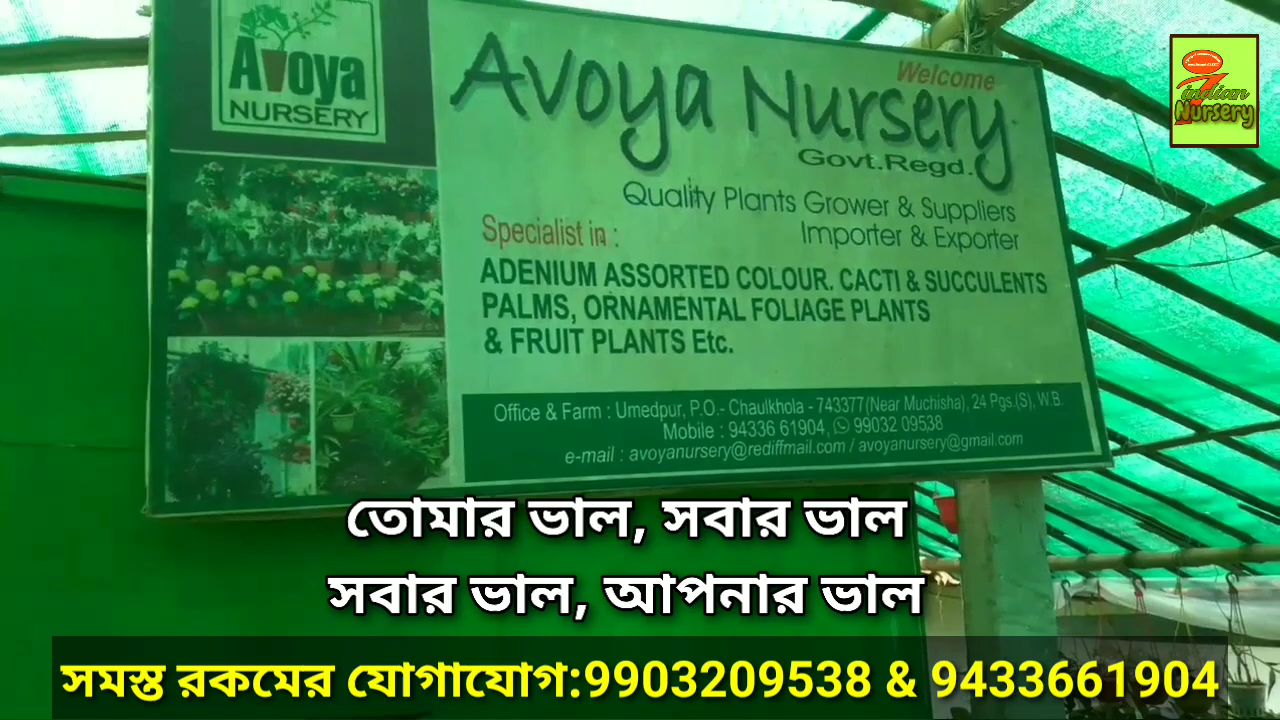 Avoya
NURSERY
Welcome
Avoya Nursery
Govt.Regd.
Quality Plants Grower & Suppliers
Importer & Exporter
Specialist in :
ADENIUM ASSORTED COLOUR. CACTI & SUCCULENTS
PALMS, ORNAMENTAL FOLIAGE PLANTS
& FRUIT PLANTS Etc.
Office & Farm : Umedpur, P.O.- Chaulkhola - 743377(Near Muchisha), 24 Pgs.(S), W.B.
Mobile : 94336 61904, 99032 09538
e-mail : avoyanursery@rediffmail.com / avoyanursery@gmail.com
indian
Nursery
তোমার ভাল, সবার ভাল
সবার ভাল, আপনার ভাল
সমস্ত রকমের যোগাযোগ:9903209538 & 9433661904